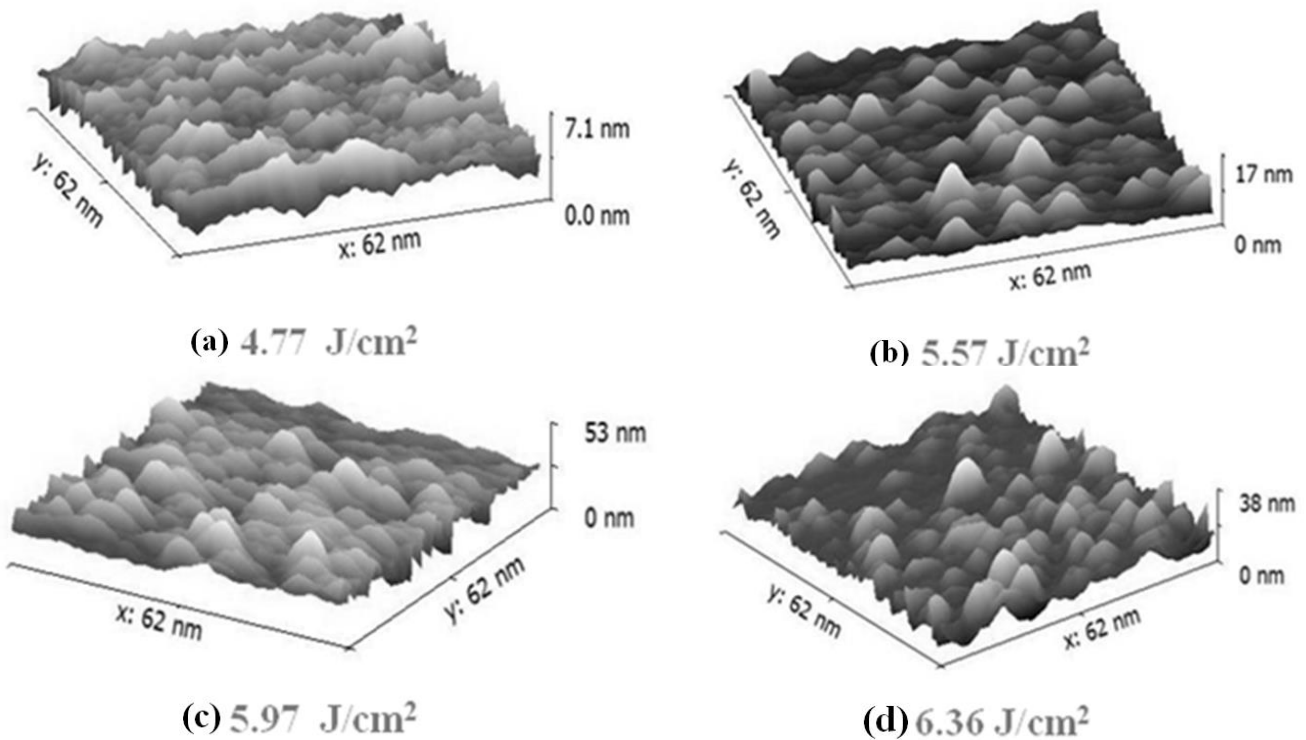 7.1 nm
0.0 nm
y: 62 nm
x: 62 nm
(a) 4.77 J/cm²
17 nm
0 nm
y: 62 nm
x: 62 nm
(b) 5.57 J/cm²
53 nm
0 nm
x: 62 nm
y: 62 nm
(c) 5.97 J/cm²
38 nm
0 nm
y: 62 nm
x: 62 nm
(d) 6.36 J/cm²